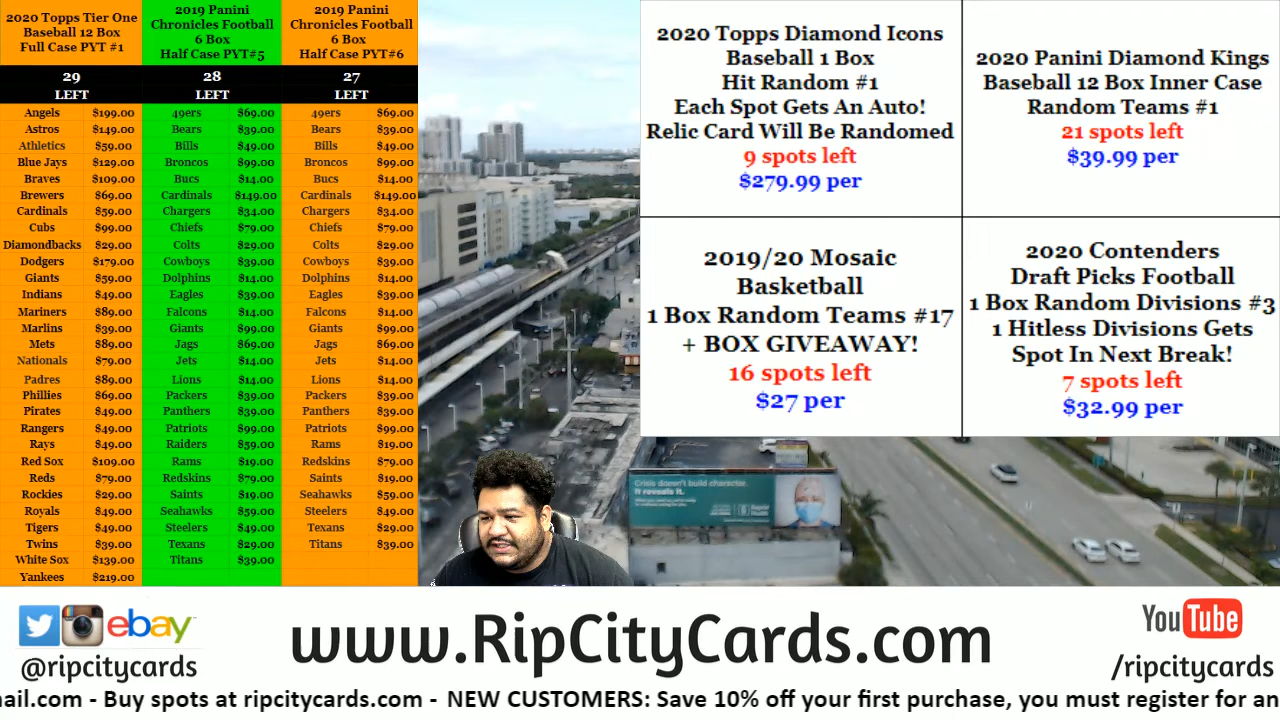 2020 Topps Tier One
Baseball 12 Box
Full Case PYT #1
29
LEFT
Angels $199.00
Astros $149.00
Athletics $59.00
Blue Jays $129.00
Braves $109.00
Brewers $69.00
Cardinals $59.00
Cubs $99.00
Diamondbacks $29.00
Dodgers $179.00
Giants $59.00
Indians $49.00
Mariners $89.00
Marlins $39.00
Mets $89.00
Nationals $79.00
Padres $89.00
Phillies $69.00
Pirates $49.00
Rangers $49.00
Rays $49.00
Red Sox $109.00
Reds $79.00
Rockies $29.00
Royals $49.00
Tigers $49.00
Twins $39.00
White Sox $139.00
Yankees $219.00
2019 Panini
Chronicles Football
6 Box
Half Case PYT#5
28
LEFT
49ers $69.00
Bears $39.00
Bills $49.00
Broncos $99.00
Bucs $14.00
Cardinals $149.00
Chargers $34.00
Chiefs $79.00
Colts $29.00
Cowboys $39.00
Dolphins $14.00
Eagles $39.00
Falcons $14.00
Giants $99.00
Jags $69.00
Jets $14.00
Lions $14.00
Packers $39.00
Panthers $39.00
Patriots $99.00
Raiders $59.00
Rams $19.00
Redskins $79.00
Saints $19.00
Seahawks $59.00
Steelers $49.00
Texans $29.00
Titans $39.00
2019 Panini
Chronicles Football
6 Box
Half Case PYT#6
27
LEFT
49ers $69.00
Bears $39.00
Bills $49.00
Broncos $99.00
Bucs $14.00
Cardinals $149.00
Chargers $34.00
Chiefs $79.00
Colts $29.00
Cowboys $39.00
Dolphins $14.00
Eagles $39.00
Falcons $14.00
Giants $99.00
Jags $69.00
Jets $14.00
Lions $14.00
Packers $39.00
Panthers $39.00
Patriots $99.00
Rams $19.00
Redskins $79.00
Saints $19.00
Seahawks $59.00
Steelers $49.00
Texans $29.00
Titans $39.00
2020 Topps Diamond Icons
Baseball 1 Box
Hit Random #1
Each Spot Gets An Auto!
Relic Card Will Be Randomed
9 spots left
$279.99 per
2020 Panini Diamond Kings
Baseball 12 Box Inner Case
Random Teams #1
21 spots left
$39.99 per
2019/20 Mosaic
Basketball
1 Box Random Teams #17
+ BOX GIVEAWAY!
16 spots left
$27 per
2020 Contenders
Draft Picks Football
1 Box Random Divisions #3
1 Hitless Divisions Gets
Spot In Next Break!
7 spots left
$32.99 per
Crisis doesn't build character.
It reveals it.
Baptist
Health
ebay
@ripcitycards
www.RipCityCards.com
YouTube
/ripcitycards
nail.com - Buy spots at ripcitycards.com - NEW CUSTOMERS: Save 10% off your first purchase, you must register for an